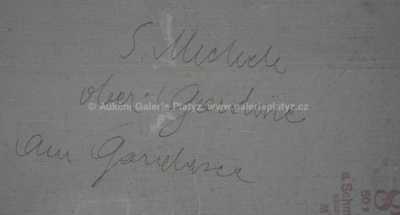 S. Michele
ober Gardone
© Aukční Galerie Platýz www.galerieplatyz.cz
am Gardasee